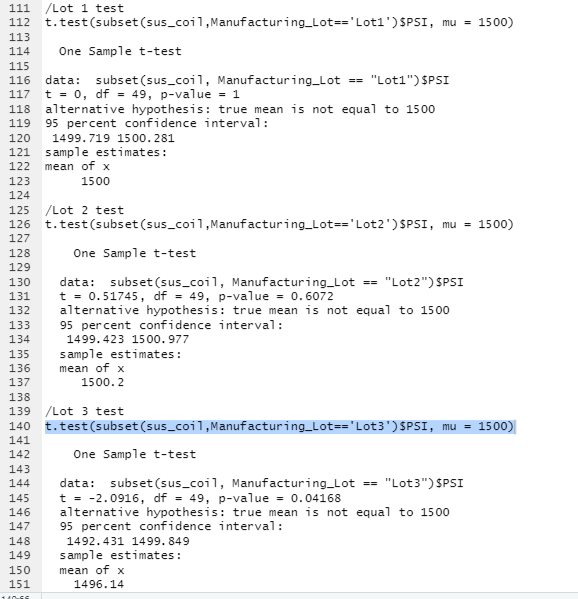 111 /Lot 1 test
112 t.test(subset(sus_coil,Manufacturing_Lot=='Lot1')$PSI, mu = 1500)
113
114   One Sample t-test
115
116 data:  subset(sus_coil, Manufacturing_Lot == "Lot1")$PSI
117 t = 0, df = 49, p-value = 1
118 alternative hypothesis: true mean is not equal to 1500
119 95 percent confidence interval:
120  1499.719 1500.281
121 sample estimates:
122 mean of x
123      1500
124
125 /Lot 2 test
126 t.test(subset(sus_coil,Manufacturing_Lot=='Lot2')$PSI, mu = 1500)
127
128     One Sample t-test
129
130   data:  subset(sus_coil, Manufacturing_Lot == "Lot2")$PSI
131   t = 0.51745, df = 49, p-value = 0.6072
132   alternative hypothesis: true mean is not equal to 1500
133   95 percent confidence interval:
134    1499.423 1500.977
135   sample estimates:
136   mean of x
137      1500.2
138
139 /Lot 3 test
140 t.test(subset(sus_coil,Manufacturing_Lot=='Lot3')$PSI, mu = 1500)
141
142     One Sample t-test
143
144   data:  subset(sus_coil, Manufacturing_Lot == "Lot3")$PSI
145   t = -2.0916, df = 49, p-value = 0.04168
146   alternative hypothesis: true mean is not equal to 1500
147   95 percent confidence interval:
148    1492.431 1499.849
149   sample estimates:
150   mean of x
151     1496.14